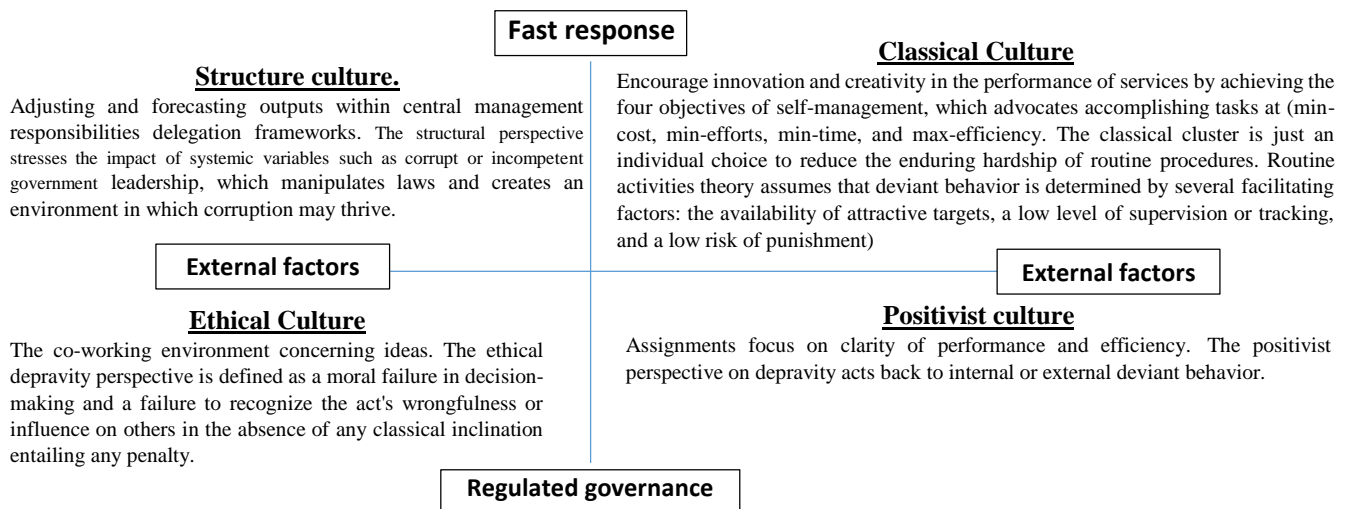 Fast response
Structure culture.
Adjusting and forecasting outputs within central management
responsibilities delegation frameworks. The structural perspective
stresses the impact of systemic variables such as corrupt or incompetent
government leadership, which manipulates laws and creates an
environment in which corruption may thrive.
Classical Culture
Encourage innovation and creativity in the performance of services by achieving the
four objectives of self-management, which advocates accomplishing tasks at (min-
cost, min-efforts, min-time, and max-efficiency. The classical cluster is just an
individual choice to reduce the enduring hardship of routine procedures. Routine
activities theory assumes that deviant behavior is determined by several facilitating
factors: the availability of attractive targets, a low level of supervision or tracking,
and a low risk of punishment)
External factors
External factors
Ethical Culture
The co-working environment concerning ideas. The ethical
depravity perspective is defined as a moral failure in decision-
making and a failure to recognize the act's wrongfulness or
influence on others in the absence of any classical inclination
entailing any penalty.
Positivist culture
Assignments focus on clarity of performance and efficiency. The positivist
perspective on depravity acts back to internal or external deviant behavior.
Regulated governance